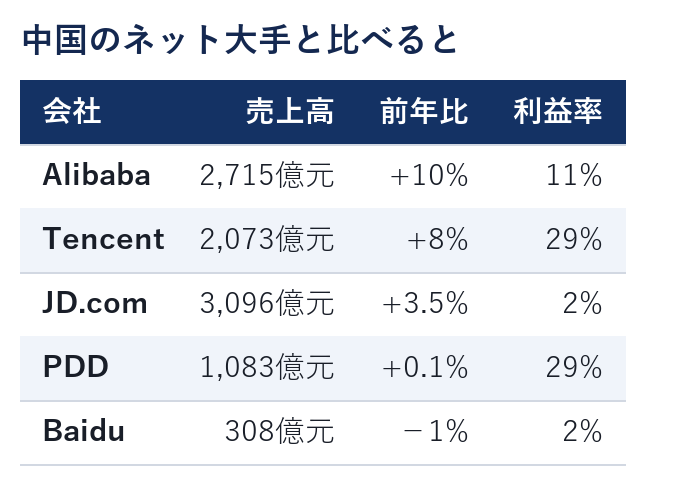 中国のネット大手と比べると
会社 売上高 前年比 利益率
Alibaba 2,715億元 +10% 11%
Tencent 2,073億元 +8% 29%
JD.com 3,096億元 +3.5% 2%
PDD 1,083億元 +0.1% 29%
Baidu 308億元 −1% 2%